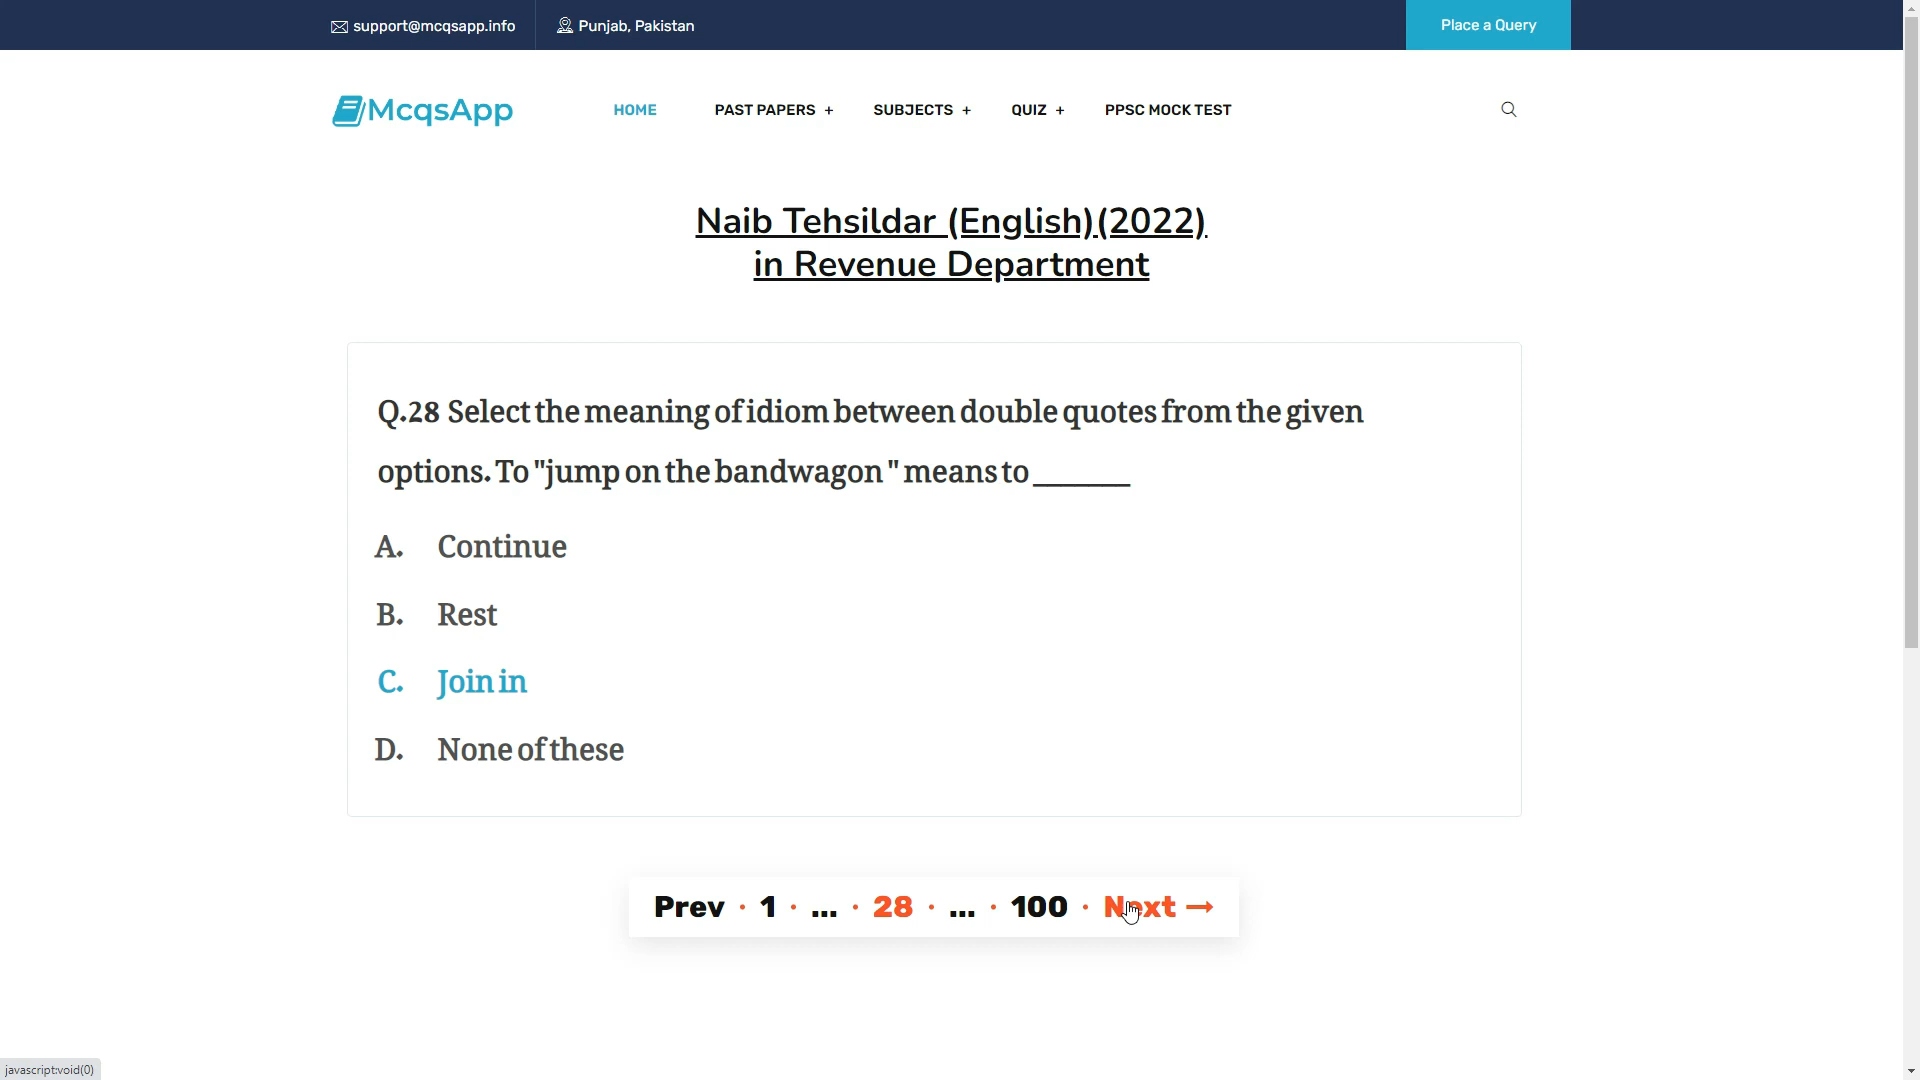 support@mcqsapp.info Punjab, Pakistan Place a Query
McqsApp HOME PAST PAPERS + SUBJECTS + QUIZ + PPSC MOCK TEST
Naib Tehsildar (English)(2022)
in Revenue Department
Q.28 Select the meaning of idiom between double quotes from the given
options. To "jump on the bandwagon " means to _______
A. Continue
B. Rest
C. Join in
D. None of these
Prev · 1 · ... · 28 · ... · 100 · Next →
javascript:void(0)